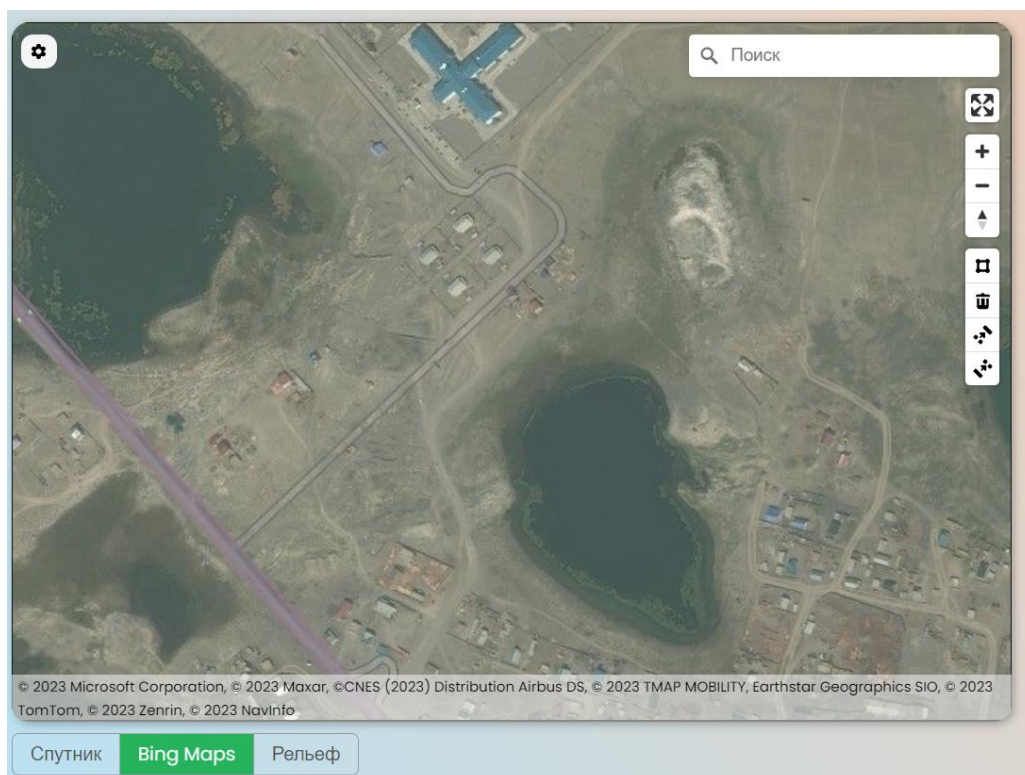 Поиск
© 2023 Microsoft Corporation, © 2023 Maxar, ©CNES (2023) Distribution Airbus DS, © 2023 TMAP MOBILITY, Earthstar Geographics SIO, © 2023
TomTom, © 2023 Zenrin, © 2023 NavInfo
Спутник Bing Maps Рельеф